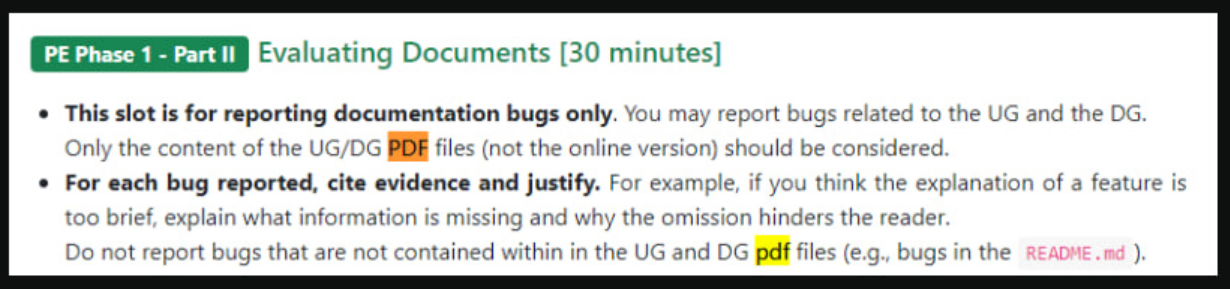 PE Phase 1 - Part II Evaluating Documents [30 minutes]
• This slot is for reporting documentation bugs only. You may report bugs related to the UG and the DG.
Only the content of the UG/DG PDF files (not the online version) should be considered.
• For each bug reported, cite evidence and justify. For example, if you think the explanation of a feature is
too brief, explain what information is missing and why the omission hinders the reader.
Do not report bugs that are not contained within in the UG and DG pdf files (e.g., bugs in the README.md ).